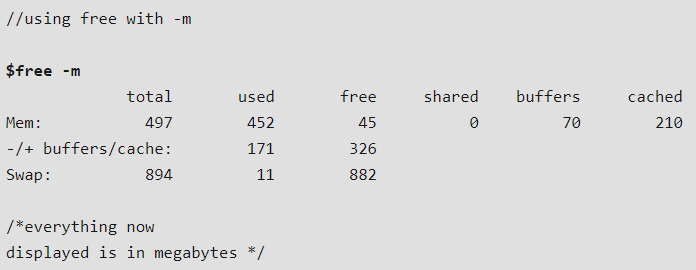 //using free with -m
$free -m
total used free shared buffers cached
Mem: 497 452 45 0 70 210
-/+ buffers/cache: 171 326
Swap: 894 11 882
/*everything now
displayed is in megabytes */